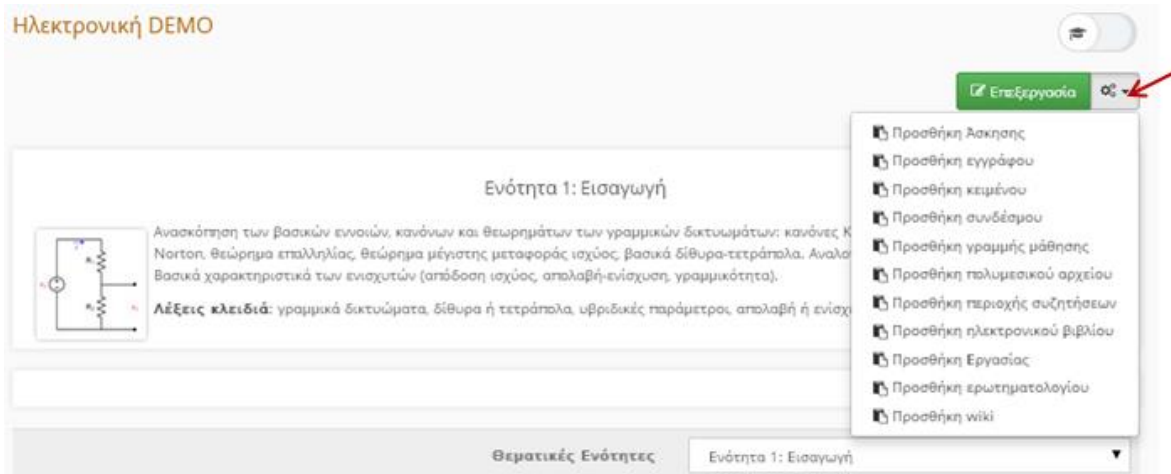 Ηλεκτρονική DEMO
Επεξεργασία
Προσθήκη Άσκησης
Προσθήκη εγγράφου
Προσθήκη κειμένου
Προσθήκη συνδέσμου
Προσθήκη γραμμής μάθησης
Προσθήκη πολυμεσικού αρχείου
Προσθήκη περιοχής συζητήσεων
Προσθήκη ηλεκτρονικού βιβλίου
Προσθήκη Εργασίας
Προσθήκη ερωτηματολογίου
Προσθήκη wiki
Ενότητα 1: Εισαγωγή
Ανασκόπηση των βασικών εννοιών, κανόνων και θεωρημάτων των γραμμικών δικτυωμάτων: κανόνες Κ
Norton, θεώρημα επαλληλίας, θεώρημα μέγιστης μεταφοράς ισχύος, βασικά δίθυρα-τετράπολα. Αναλο
Βασικά χαρακτηριστικά των ενισχυτών (απόδοση ισχύος, απολαβή-ενίσχυση, γραμμικότητα).
Λέξεις κλειδιά: γραμμικά δικτυώματα, δίθυρα ή τετράπολα, υβριδικές παράμετροι, απολαβή ή ενίσχ
Θεματικές Ενότητες
Ενότητα 1: Εισαγωγή